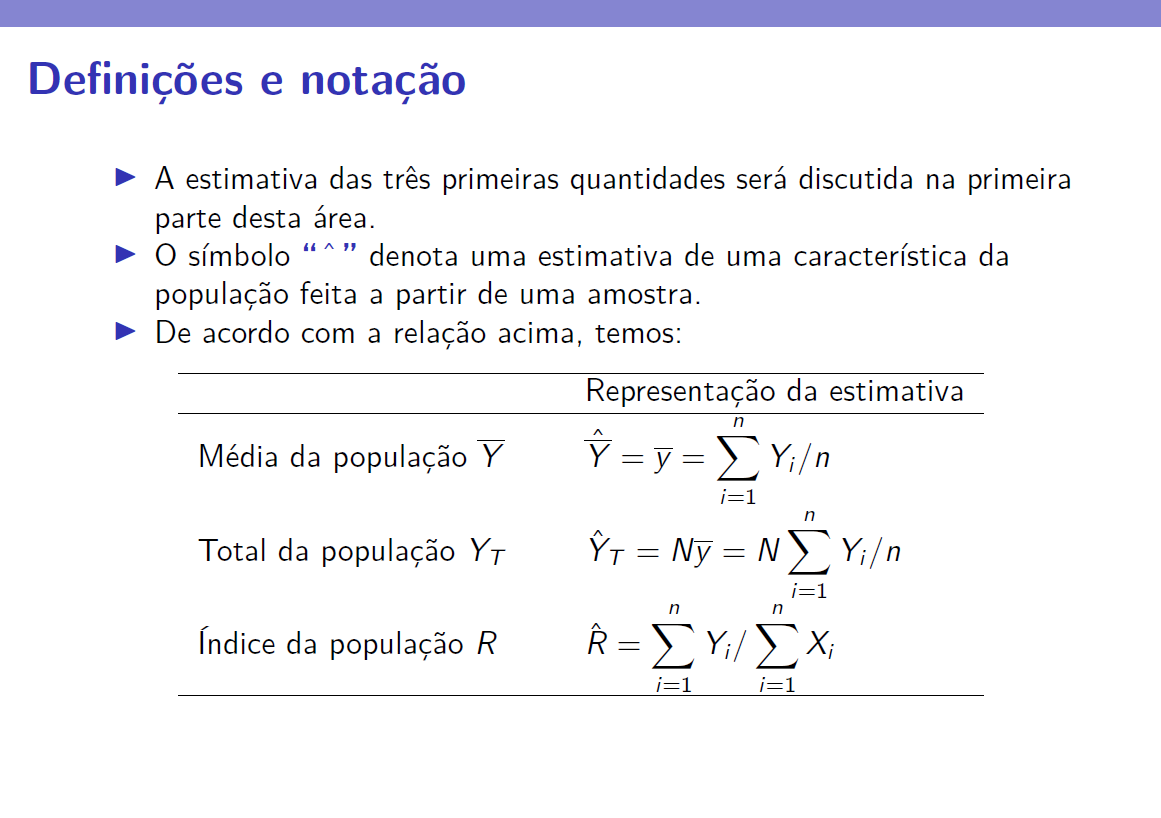 Definições e notação
A estimativa das três primeiras quantidades será discutida na primeira
parte desta área.
O símbolo “ˆ” denota uma estimativa de uma característica da
população feita a partir de uma amostra.
De acordo com a relação acima, temos:
Representação da estimativa
Média da população $\overline{Y}$ $\hat{\overline{Y}} = \overline{y} = \sum_{i=1}^{n} Y_i/n$
Total da população $Y_T$ $\hat{Y}_T = N\overline{y} = N\sum_{i=1}^{n} Y_i/n$
Índice da população $R$ $\hat{R} = \sum_{i=1}^{n} Y_i/\sum_{i=1}^{n} X_i$